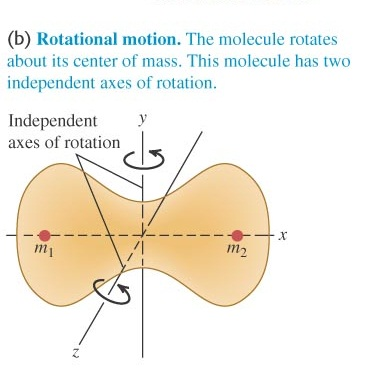 (b) Rotational motion. The molecule rotates
about its center of mass. This molecule has two
independent axes of rotation.
Independent
axes of rotation
y
x
m1
m2
z